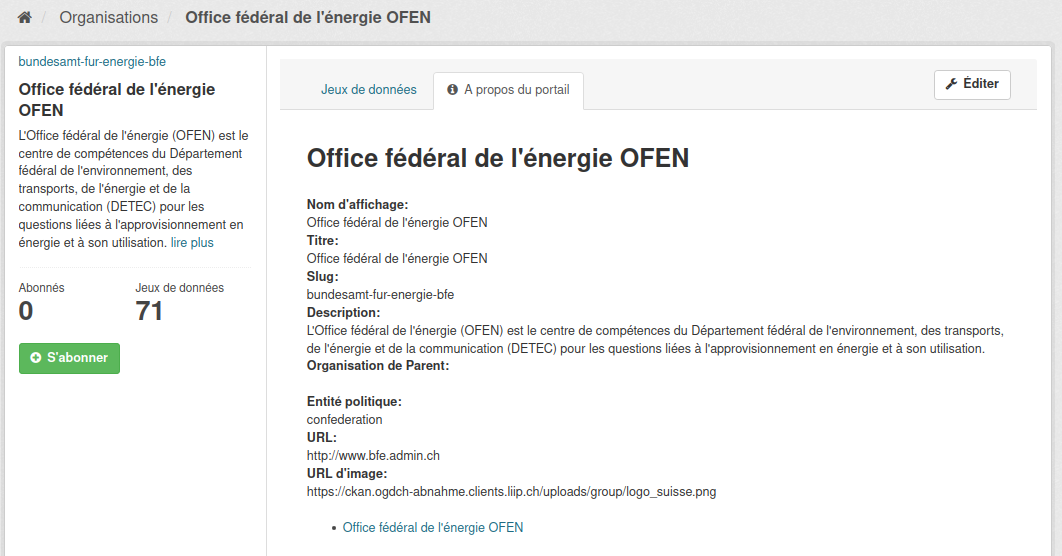 Organisations / Office fédéral de l'énergie OFEN
bundesamt-fur-energie-bfe
Office fédéral de l'énergie
OFEN
L'Office fédéral de l'énergie (OFEN) est le
centre de compétences du Département
fédéral de l'environnement, des
transports, de l'énergie et de la
communication (DETEC) pour les
questions liées à l'approvisionnement en
énergie et à son utilisation. lire plus
Abonnés
0
Jeux de données
71
S'abonner
Jeux de données
A propos du portail
Éditer
Office fédéral de l'énergie OFEN
Nom d'affichage:
Office fédéral de l'énergie OFEN
Titre:
Office fédéral de l'énergie OFEN
Slug:
bundesamt-fur-energie-bfe
Description:
L'Office fédéral de l'énergie (OFEN) est le centre de compétences du Département fédéral de l'environnement, des transports,
de l'énergie et de la communication (DETEC) pour les questions liées à l'approvisionnement en énergie et à son utilisation.
Organisation de Parent:
Entité politique:
confederation
URL:
http://www.bfe.admin.ch
URL d'image:
https://ckan.ogdch-abnahme.clients.liip.ch/uploads/group/logo_suisse.png
• Office fédéral de l'énergie OFEN